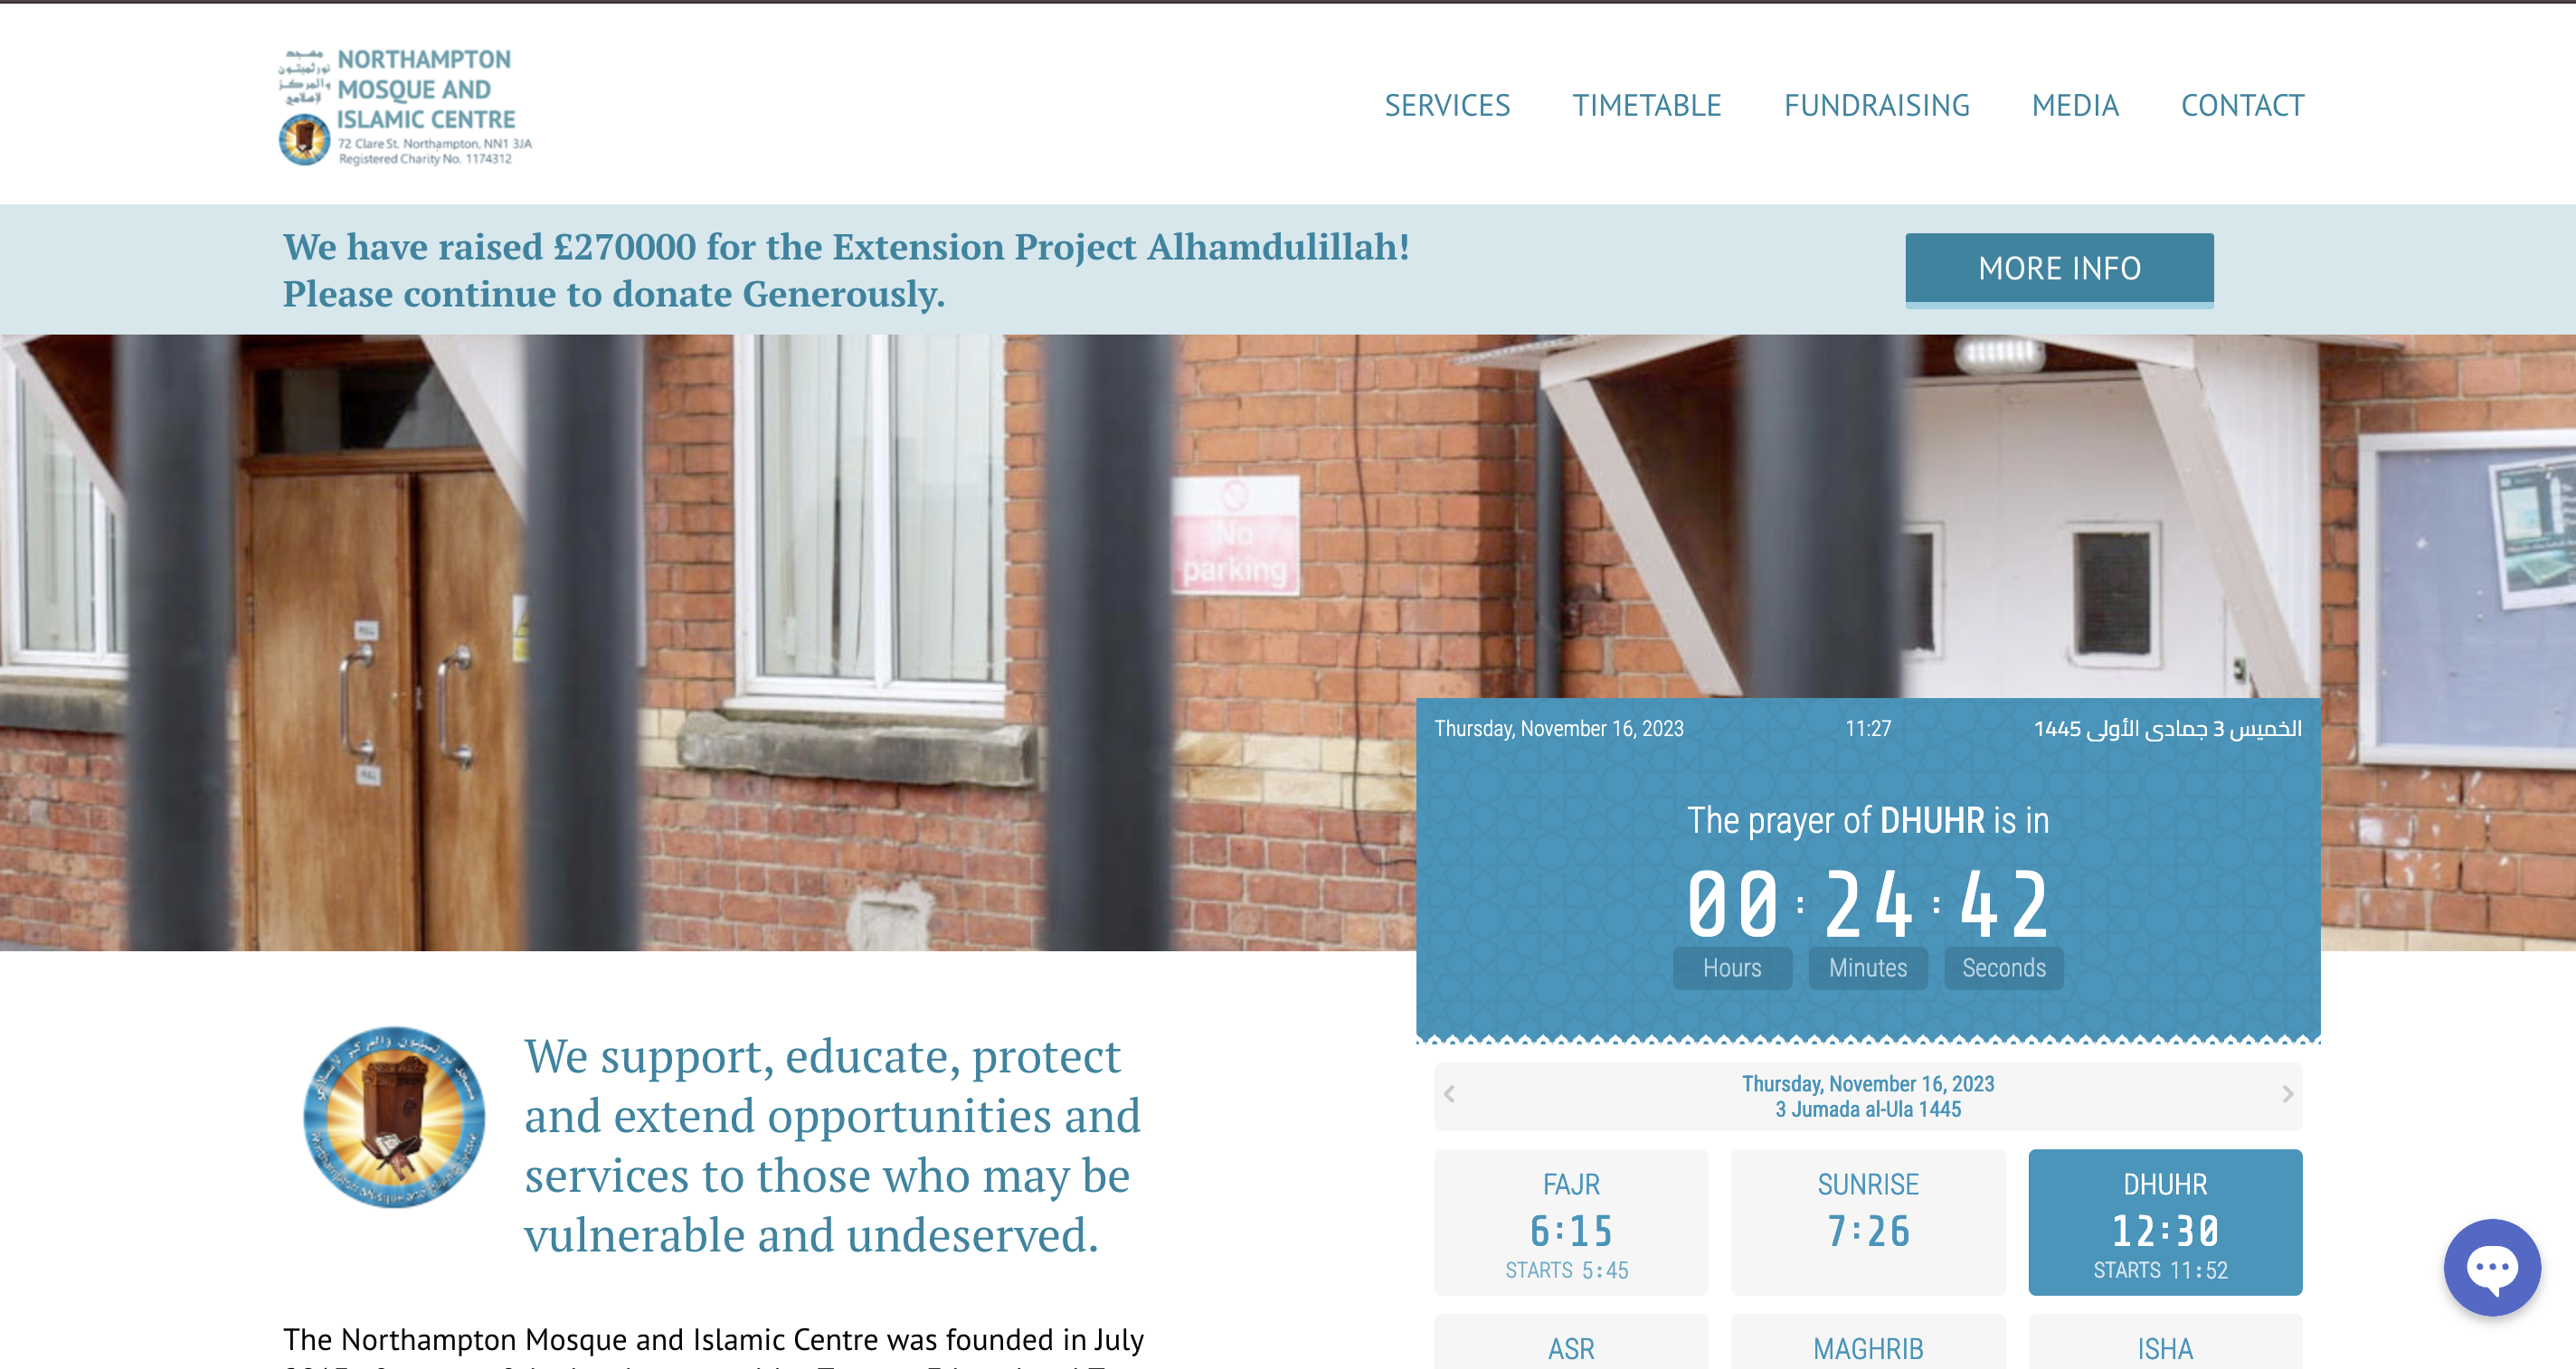 مسجد
نورثمبتون
والمركز
لإسلامي
NORTHAMPTON
MOSQUE AND
ISLAMIC CENTRE
72 Clare St. Northampton, NN1 3JA
Registered Charity No. 1174312
SERVICES TIMETABLE FUNDRAISING MEDIA CONTACT
We have raised £270000 for the Extension Project Alhamdulillah!
Please continue to donate Generously.
MORE INFO
No
parking
Thursday, November 16, 2023 11:27 الخميس 3 جمادى الأولى 1445
The prayer of DHUHR is in
00 : 24 : 42
Hours Minutes Seconds
We support, educate, protect
and extend opportunities and
services to those who may be
vulnerable and undeserved.
Thursday, November 16, 2023
3 Jumada al-Ula 1445
FAJR
6:15
STARTS 5:45
SUNRISE
7:26
DHUHR
12:30
STARTS 11:52
ASR
MAGHRIB
ISHA
The Northampton Mosque and Islamic Centre was founded in July